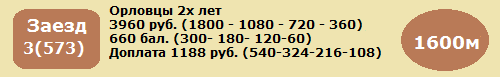 Заезд
3(573)
Орловцы 2х лет
3960 руб. (1800 - 1080 - 720 - 360)
660 бал. (300- 180- 120-60)
Доплата 1188 руб. (540-324-216-108)
1600м